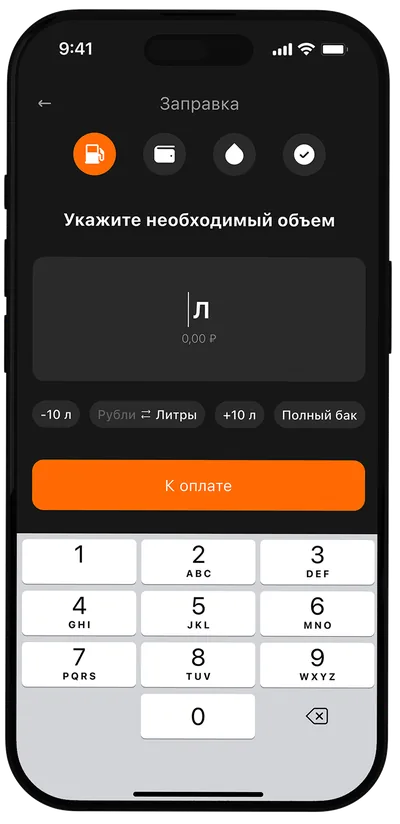 9:41
← Заправка
Укажите необходимый объем
л
0,00 ₽
-10 л Рубли ⇄ Литры +10 л Полный бак
К оплате
1 2 3
ABC DEF
4 5 6
GHI JKL MNO
7 8 9
PQRS TUV WXYZ
0